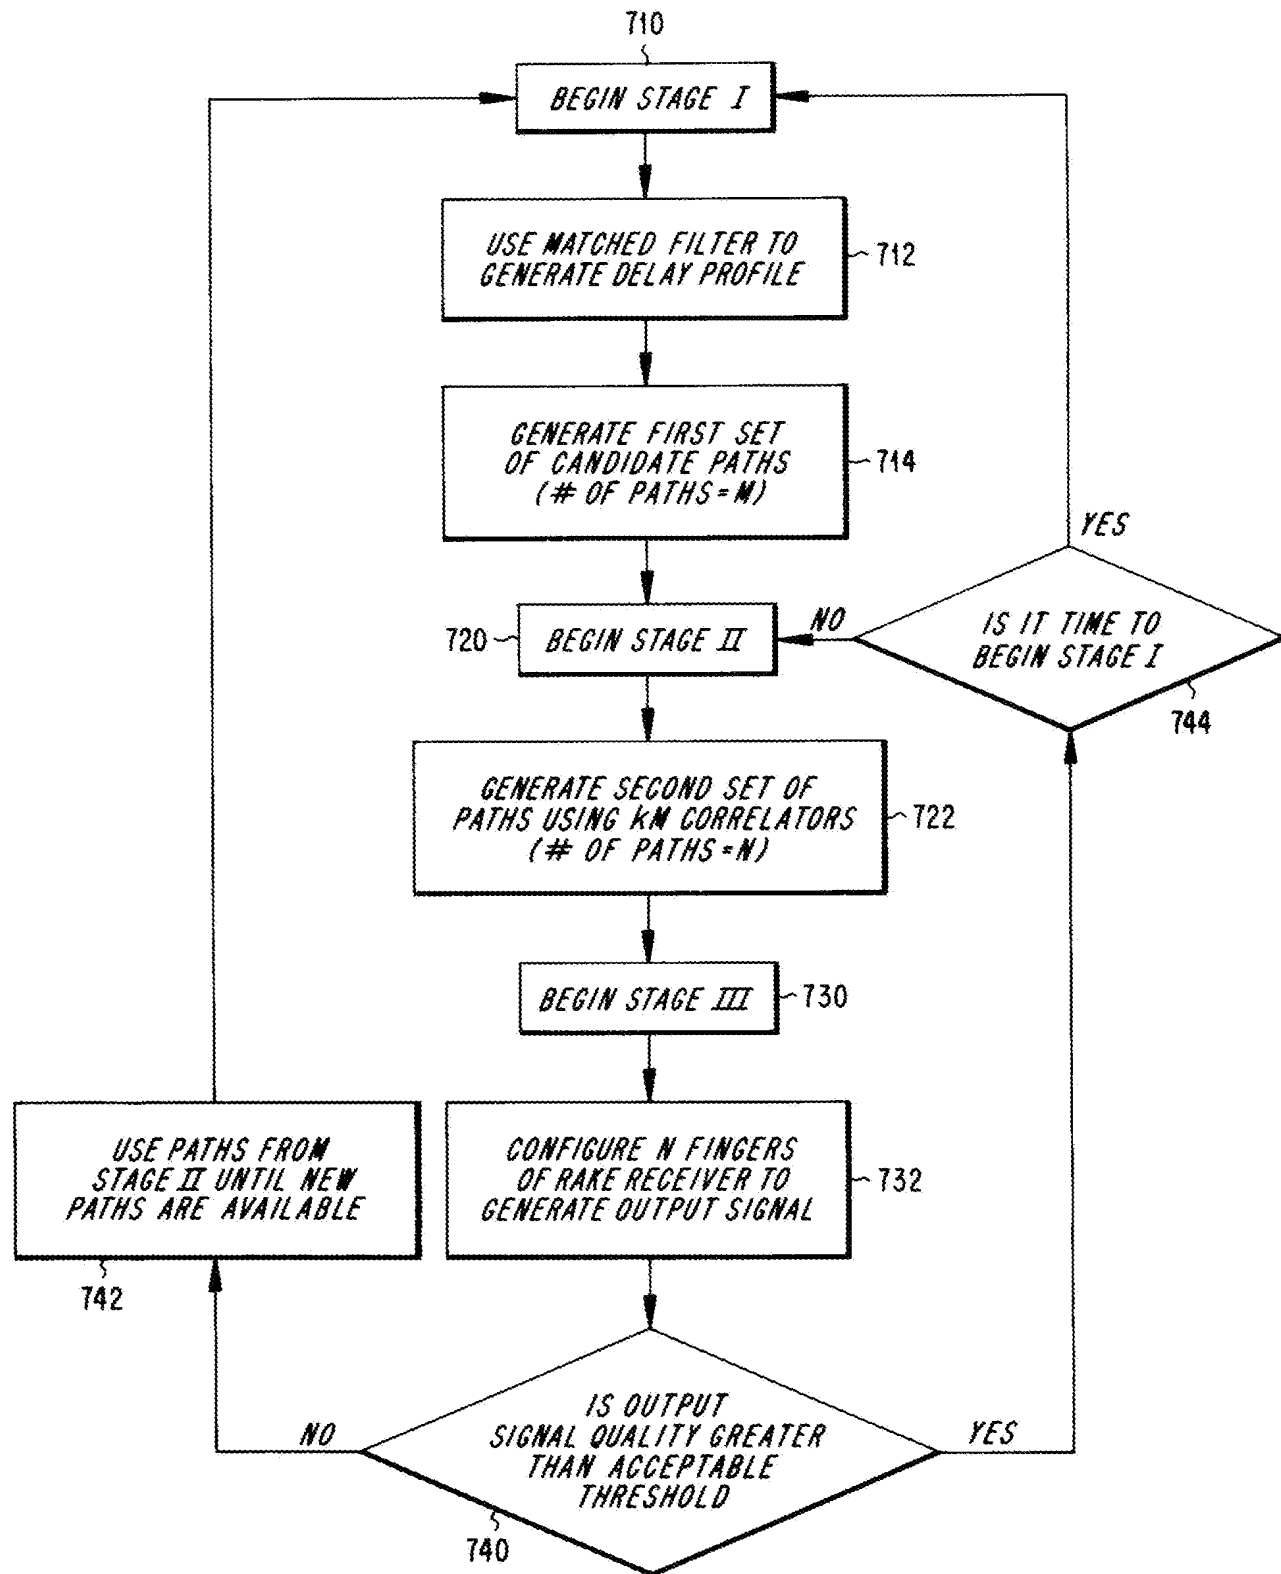 710
BEGIN STAGE I
USE MATCHED FILTER TO
GENERATE DELAY PROFILE
712
GENERATE FIRST SET
OF CANDIDATE PATHS
(# OF PATHS=M)
714
YES
720
BEGIN STAGE II
NO
IS IT TIME TO
BEGIN STAGE I
744
GENERATE SECOND SET OF
PATHS USING kM CORRELATORS
(# OF PATHS=N)
722
BEGIN STAGE III
730
USE PATHS FROM
STAGE II UNTIL NEW
PATHS ARE AVAILABLE
742
CONFIGURE N FINGERS
OF RAKE RECEIVER TO
GENERATE OUTPUT SIGNAL
732
NO
IS OUTPUT
SIGNAL QUALITY GREATER
THAN ACCEPTABLE
THRESHOLD
YES
740